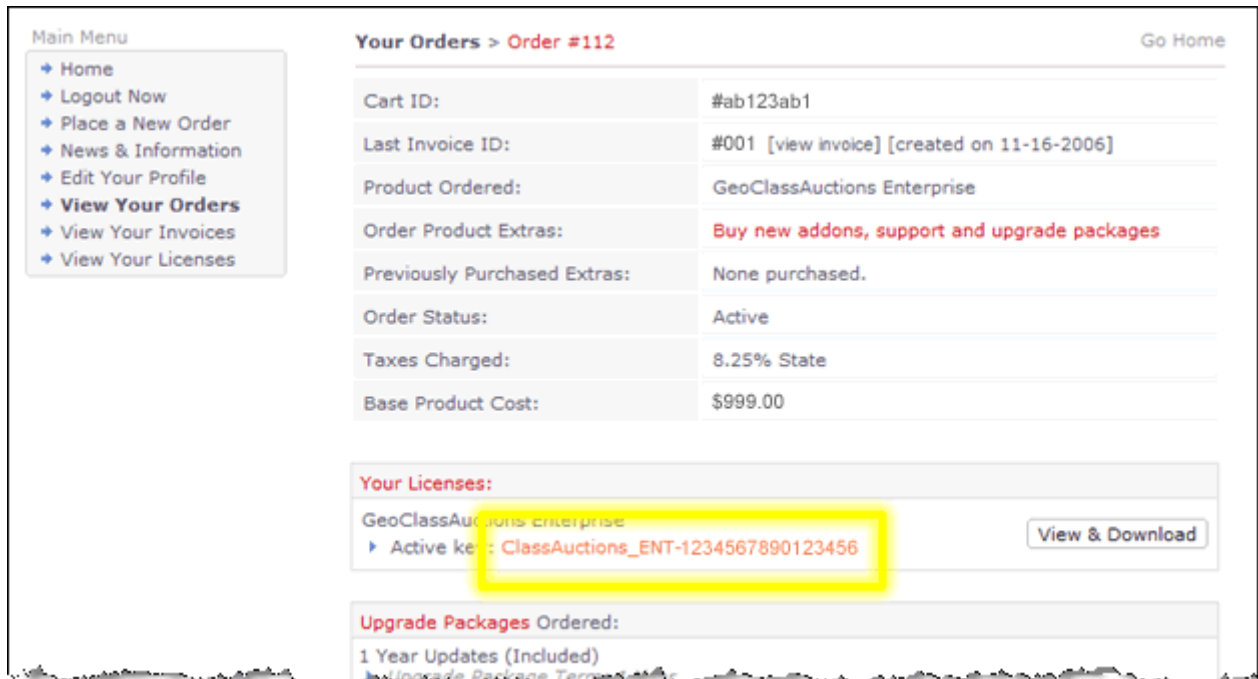 Main Menu
Home
Logout Now
Place a New Order
News & Information
Edit Your Profile
View Your Orders
View Your Invoices
View Your Licenses
Your Orders > Order #112
Go Home
Cart ID: #ab123ab1
Last Invoice ID: #001 [view invoice] [created on 11-16-2006]
Product Ordered: GeoClassAuctions Enterprise
Order Product Extras: Buy new addons, support and upgrade packages
Previously Purchased Extras: None purchased.
Order Status: Active
Taxes Charged: 8.25% State
Base Product Cost: $999.00
Your Licenses:
GeoClassAuctions Enterprise
Active key: ClassAuctions_ENT-1234567890123456
View & Download
Upgrade Packages Ordered:
1 Year Updates (Included)
Upgrade Package Term